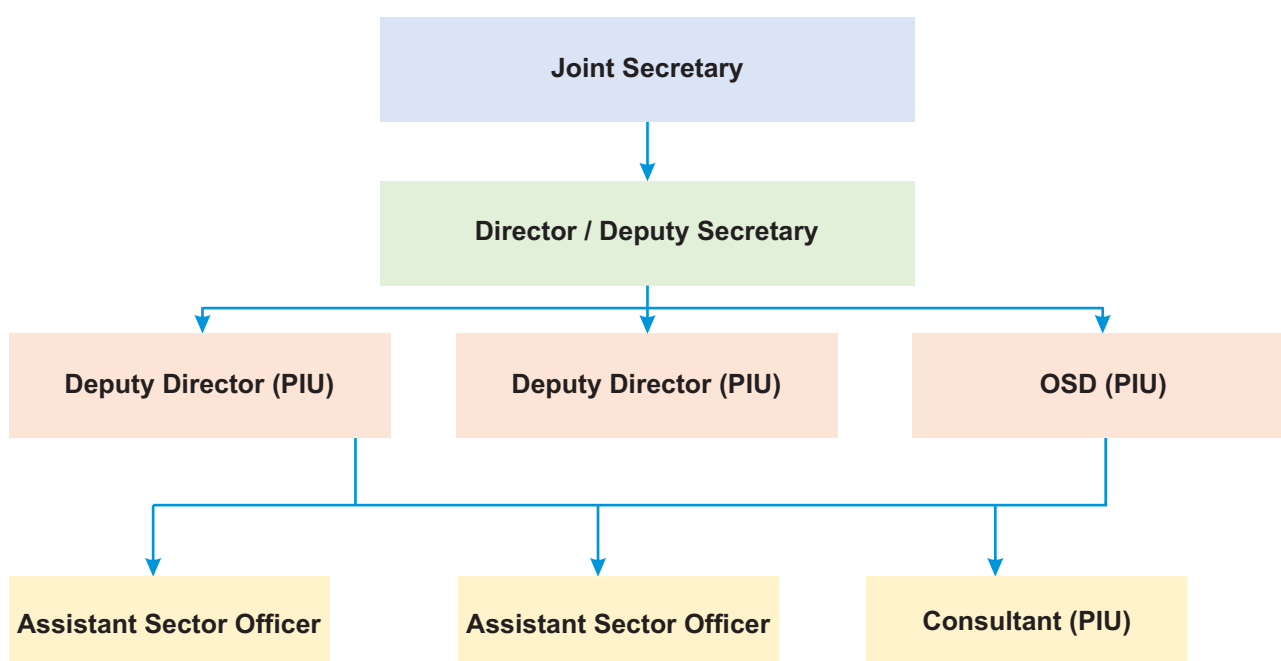 Joint Secretary
Director / Deputy Secretary
Deputy Director (PIU)
Deputy Director (PIU)
OSD (PIU)
Assistant Sector Officer
Assistant Sector Officer
Consultant (PIU)